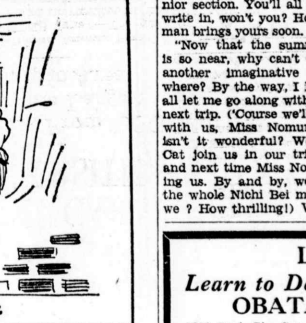 nior section. You'll all
write in, won't you? He
man brings yours soon.
"Now that the sum
is so near, why can't
another imaginative
where? By the way, I
all let me go along with
next trip. ('Course we'll
with us, Miss Nomu
isn't it wonderful? W
Cat join us in our tri
and next time Miss No
ing us. By and by, w
the whole Nichi Bei m
we ? How thrilling!) W
L
Learn to D
OBATA